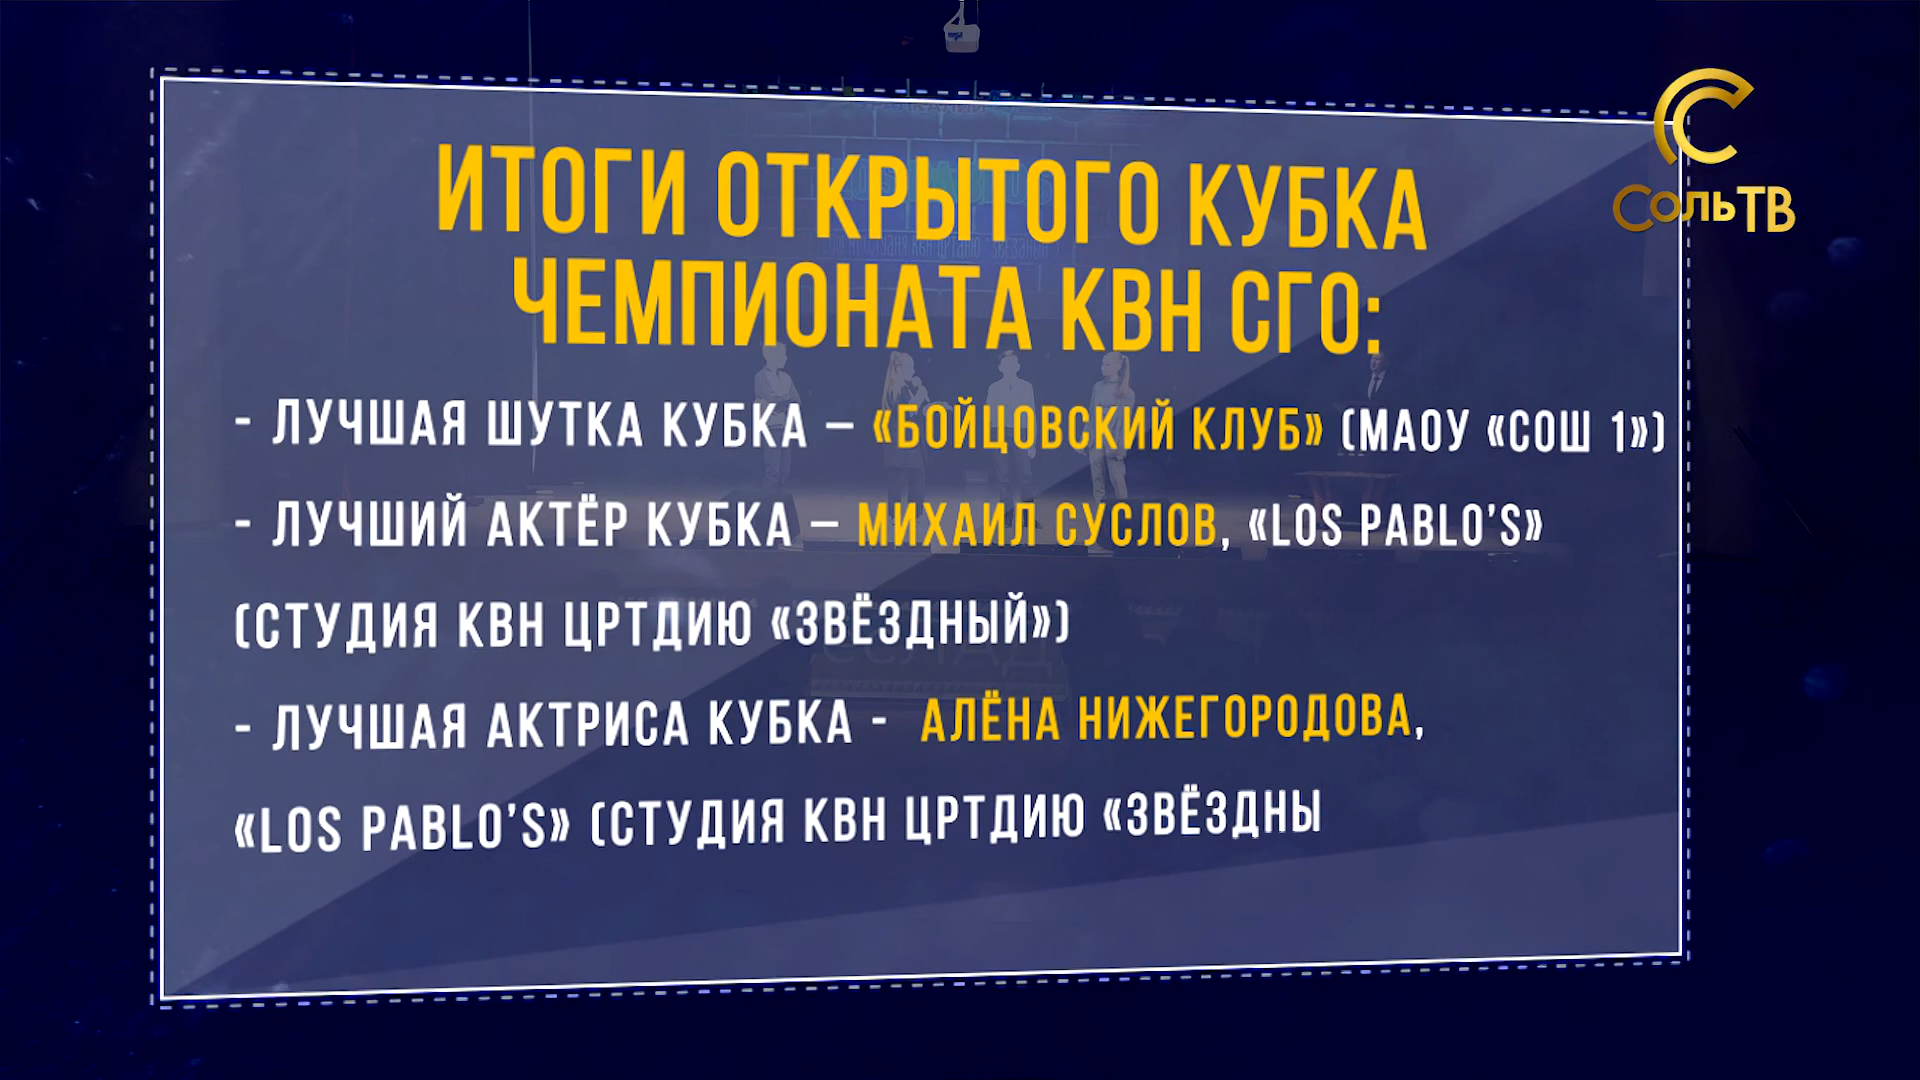 ИТОГИ ОТКРЫТОГО КУБКА
ЧЕМПИОНАТА КВН СГО:
- ЛУЧШАЯ ШУТКА КУБКА – «БОЙЦОВСКИЙ КЛУБ» (МАОУ «СОШ 1»)
- ЛУЧШИЙ АКТЁР КУБКА – МИХАИЛ СУСЛОВ, «LOS PABLO’S»
(СТУДИЯ КВН ЦРТДИЮ «ЗВЁЗДНЫЙ»)
- ЛУЧШАЯ АКТРИСА КУБКА - АЛЁНА НИЖЕГОРОДОВА,
«LOS PABLO’S» (СТУДИЯ КВН ЦРТДИЮ «ЗВЁЗДНЫ
СОЛЬТВ